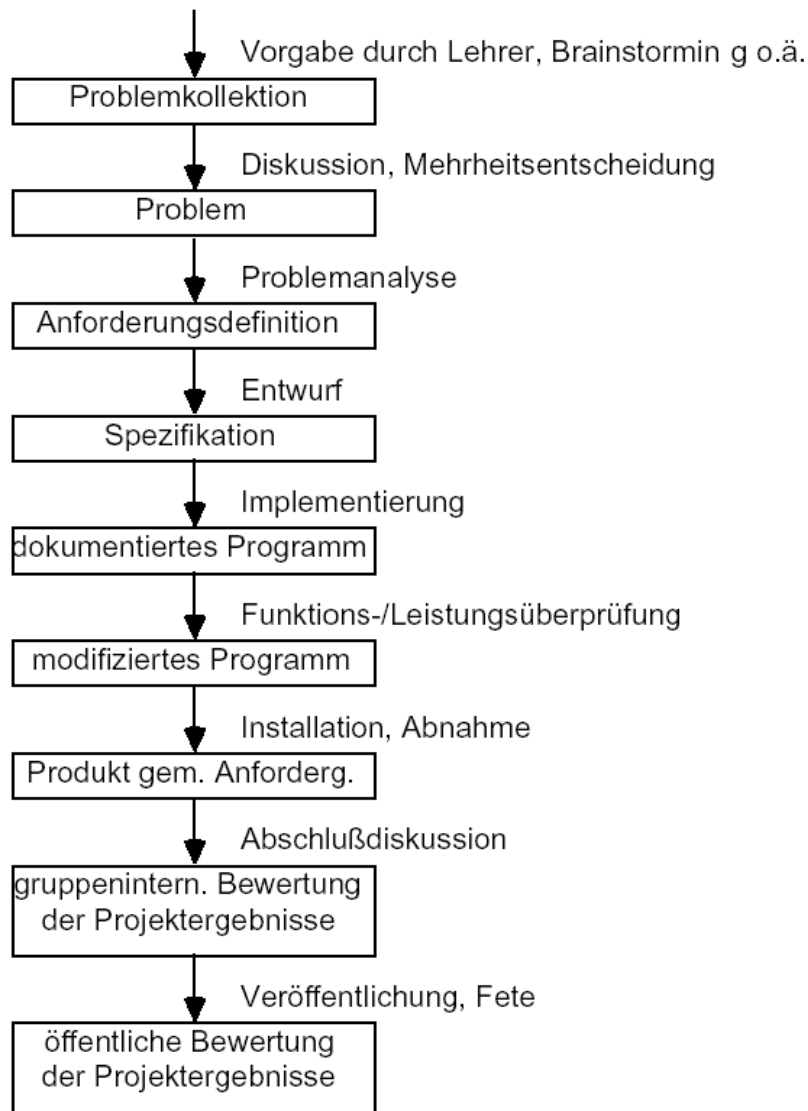 Vorgabe durch Lehrer, Brainstormin g o.ä.
Problemkollektion
Diskussion, Mehrheitsentscheidung
Problem
Problemanalyse
Anforderungsdefinition
Entwurf
Spezifikation
Implementierung
dokumentiertes Programm
Funktions-/Leistungsüberprüfung
modifiziertes Programm
Installation, Abnahme
Produkt gem. Anforderg.
Abschlußdiskussion
gruppenintern. Bewertung
der Projektergebnisse
Veröffentlichung, Fete
öffentliche Bewertung
der Projektergebnisse